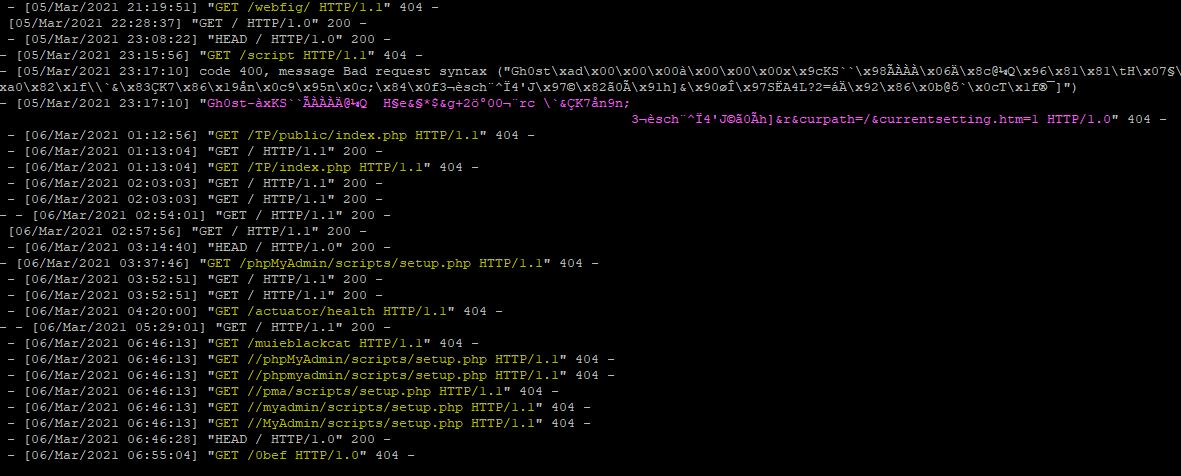 - [05/Mar/2021 21:19:51] "GET /webfig/ HTTP/1.1" 404 -
[05/Mar/2021 22:28:37] "GET / HTTP/1.0" 200 -
- [05/Mar/2021 23:08:22] "HEAD / HTTP/1.0" 200 -
- [05/Mar/2021 23:15:56] "GET /script HTTP/1.1" 404 -
- [05/Mar/2021 23:17:10] code 400, message Bad request syntax ("Gh0st\xad\x00\x00\x00à\x00\x00\x00x\x9cKS``\x98ÃÀÀÀ\x06Ä\x8c@¼Q\x96\x81\x81\tH\x07§\
xa0\x82\x1f\\`&\x83ÇK7\x86\x19ån\x0c9\x95n\x0c;\x84\x0f3¬èsch¨^Ï4'J\x97©\x82ã0Ã\x91h]&\x90øÎ\x97SËA4L?2=áÄ\x92\x86\x0b@õ`\x0cT\x1f®¯]")
- [05/Mar/2021 23:17:10] "Gh0st-àxKS``ÃÀÀÀÄ@¼Q H§e&§*$&g+2ö°00¬¨rc \`&ÇK7ån9n;
3¬èsch¨^Ï4'J©ã0Ãh]&r&curpath=/&currentsetting.htm=1 HTTP/1.0" 404 -
- [06/Mar/2021 01:12:56] "GET /TP/public/index.php HTTP/1.1" 404 -
- [06/Mar/2021 01:13:04] "GET / HTTP/1.1" 200 -
- [06/Mar/2021 01:13:04] "GET /TP/index.php HTTP/1.1" 404 -
- [06/Mar/2021 02:03:03] "GET / HTTP/1.1" 200 -
- [06/Mar/2021 02:03:03] "GET / HTTP/1.1" 200 -
- - [06/Mar/2021 02:54:01] "GET / HTTP/1.1" 200 -
[06/Mar/2021 02:57:56] "GET / HTTP/1.1" 200 -
- [06/Mar/2021 03:14:40] "HEAD / HTTP/1.0" 200 -
- [06/Mar/2021 03:37:46] "GET /phpMyAdmin/scripts/setup.php HTTP/1.1" 404 -
- [06/Mar/2021 03:52:51] "GET / HTTP/1.1" 200 -
- [06/Mar/2021 03:52:51] "GET / HTTP/1.1" 200 -
- [06/Mar/2021 04:20:00] "GET /actuator/health HTTP/1.1" 404 -
- - [06/Mar/2021 05:29:01] "GET / HTTP/1.1" 200 -
- [06/Mar/2021 06:46:13] "GET /muieblackcat HTTP/1.1" 404 -
- [06/Mar/2021 06:46:13] "GET //phpMyAdmin/scripts/setup.php HTTP/1.1" 404 -
- [06/Mar/2021 06:46:13] "GET //phpmyadmin/scripts/setup.php HTTP/1.1" 404 -
- [06/Mar/2021 06:46:13] "GET //pma/scripts/setup.php HTTP/1.1" 404 -
- [06/Mar/2021 06:46:13] "GET //myadmin/scripts/setup.php HTTP/1.1" 404 -
- [06/Mar/2021 06:46:13] "GET //MyAdmin/scripts/setup.php HTTP/1.1" 404 -
- [06/Mar/2021 06:46:28] "HEAD / HTTP/1.0" 200 -
- [06/Mar/2021 06:55:04] "GET /0bef HTTP/1.0" 404 -